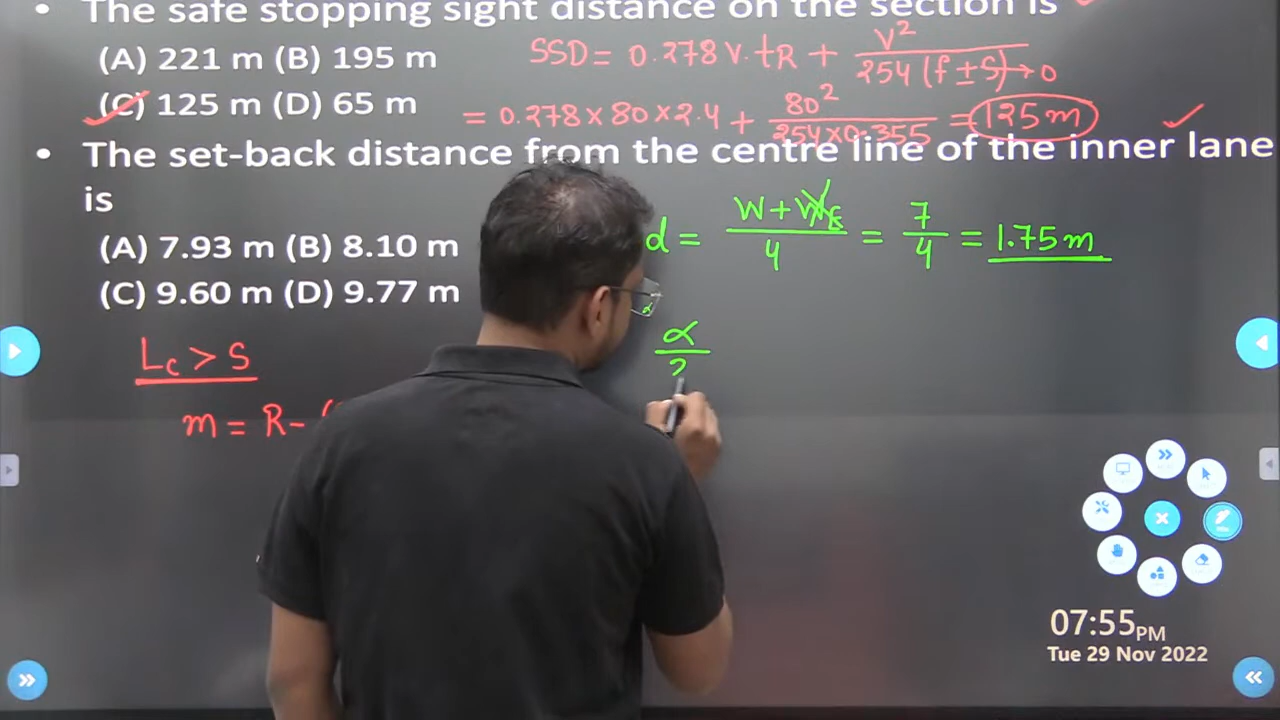 • The safe stopping sight distance on the section is
(A) 221 m (B) 195 m
(C) 125 m (D) 65 m
SSD = 0.278 V.tR + V² / 254 (f ± S) → 0
= 0.278 × 80 × 2.4 + 80² / 254 × 0.355 = 125 m
• The set-back distance from the centre line of the inner lane
is
(A) 7.93 m (B) 8.10 m
(C) 9.60 m (D) 9.77 m
d = W + / 4 = 7 / 4 = 1.75 m
Lc > S
α / 2
m = R - (
07:55 PM
Tue 29 Nov 2022